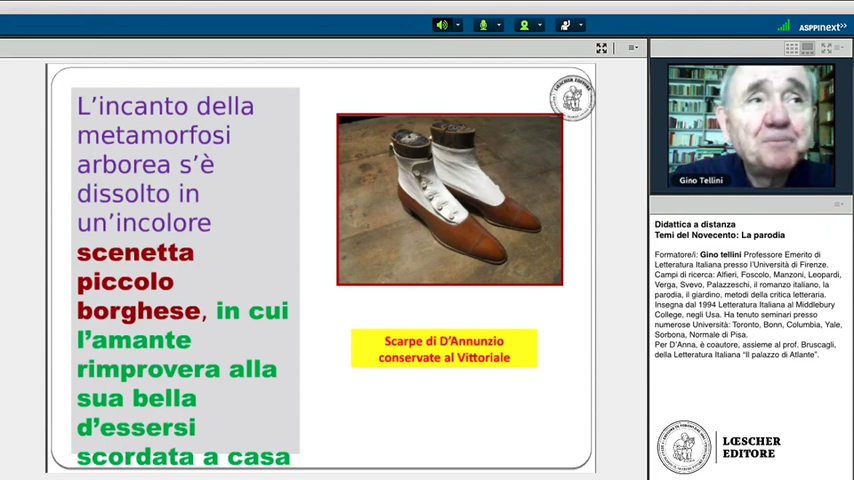 ASPPInext>>
L'incanto della
metamorfosi
arborea s'è
dissolto in
un'incolore
scenetta
piccolo
borghese, in cui
l'amante
rimprovera alla
sua bella
d'essersi
scordata a casa
LŒSCHER EDITORE
Scarpe di D'Annunzio
conservate al Vittoriale
Gino Tellini
Didattica a distanza
Temi del Novecento: La parodia
Formatore/i: Gino tellini Professore Emerito di
Letteratura Italiana presso l'Università di Firenze.
Campi di ricerca: Alfieri, Foscolo, Manzoni, Leopardi,
Verga, Svevo, Palazzeschi, il romanzo italiano, la
parodia, il giardino, metodi della critica letteraria.
Insegna dal 1994 Letteratura Italiana al Middlebury
College, negli Usa. Ha tenuto seminari presso
numerose Università: Toronto, Bonn, Columbia, Yale,
Sorbona, Normale di Pisa.
Per D'Anna, è coautore, assieme al prof. Bruscagli,
della Letteratura Italiana "Il palazzo di Atlante".
LŒSCHER
EDITORE